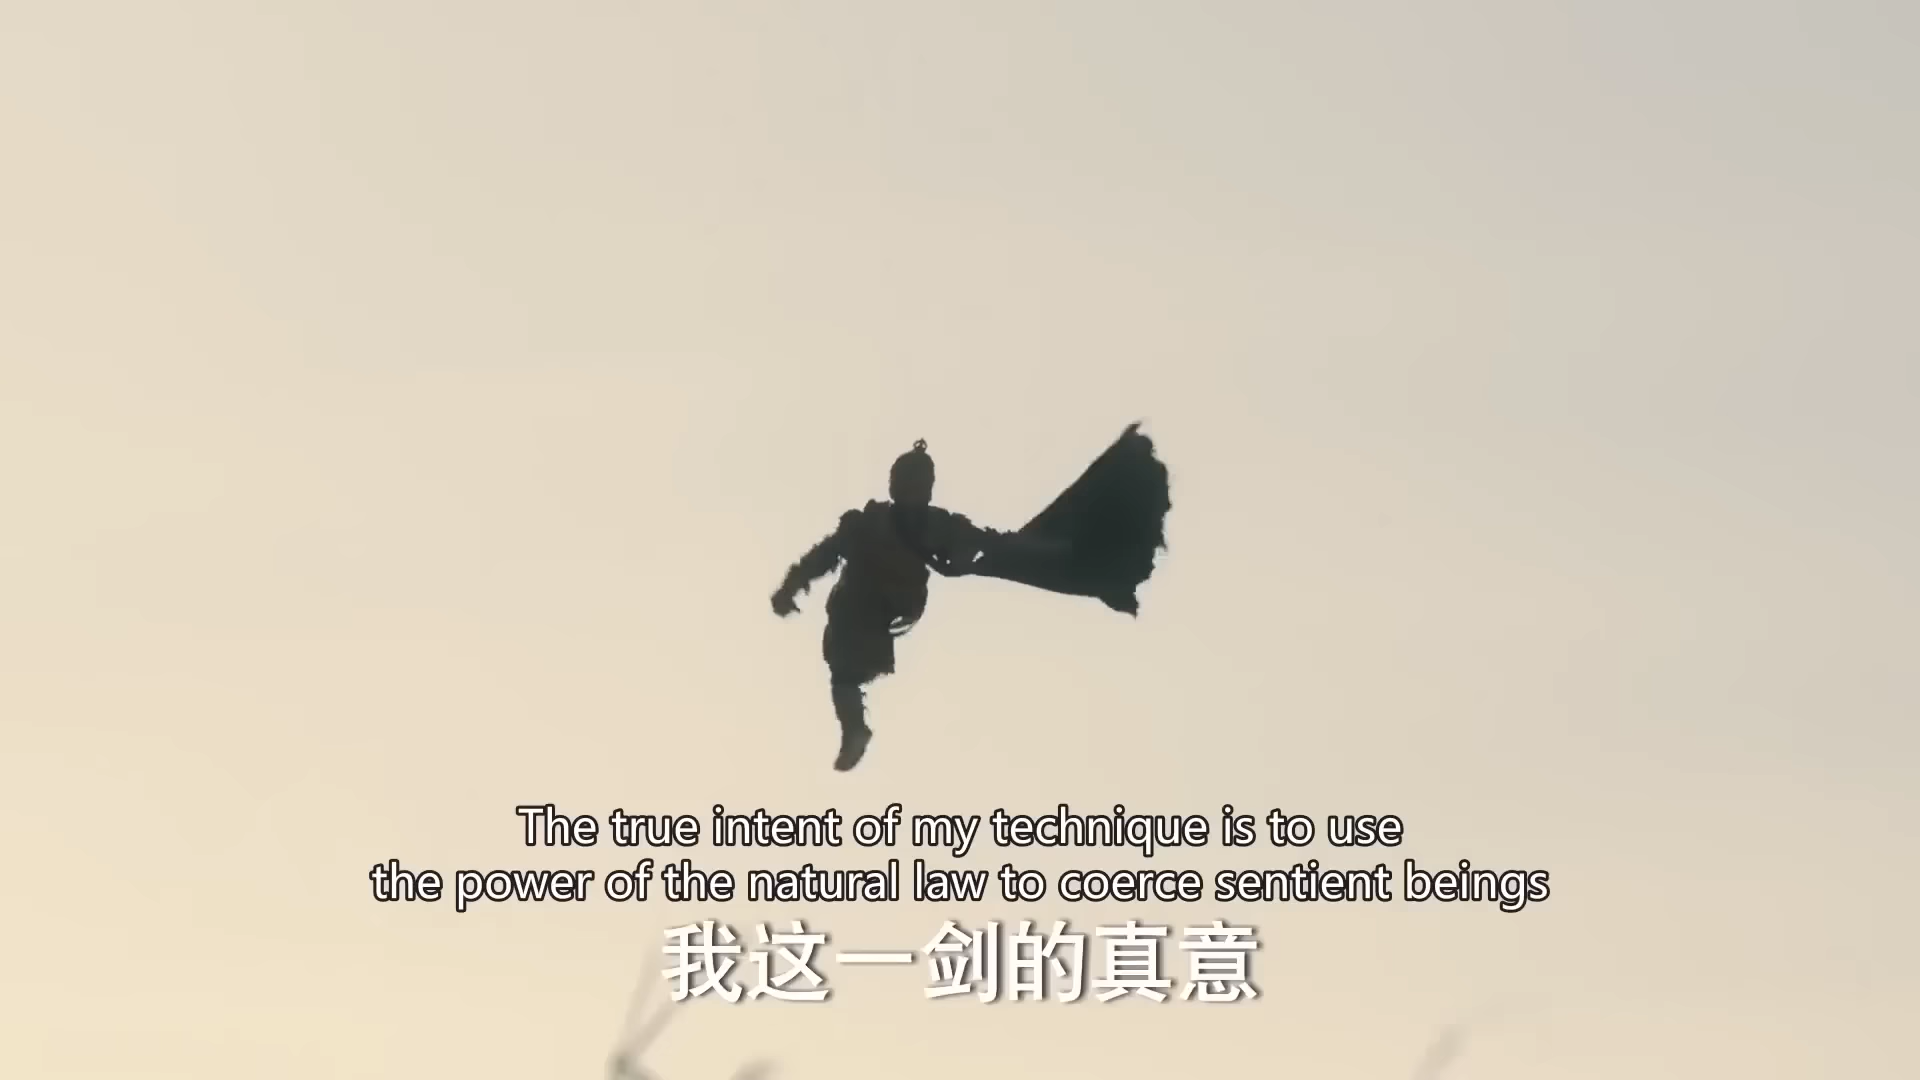 The true intent of my technique is to use
the power of the natural law to coerce sentient beings
我这一剑的真意